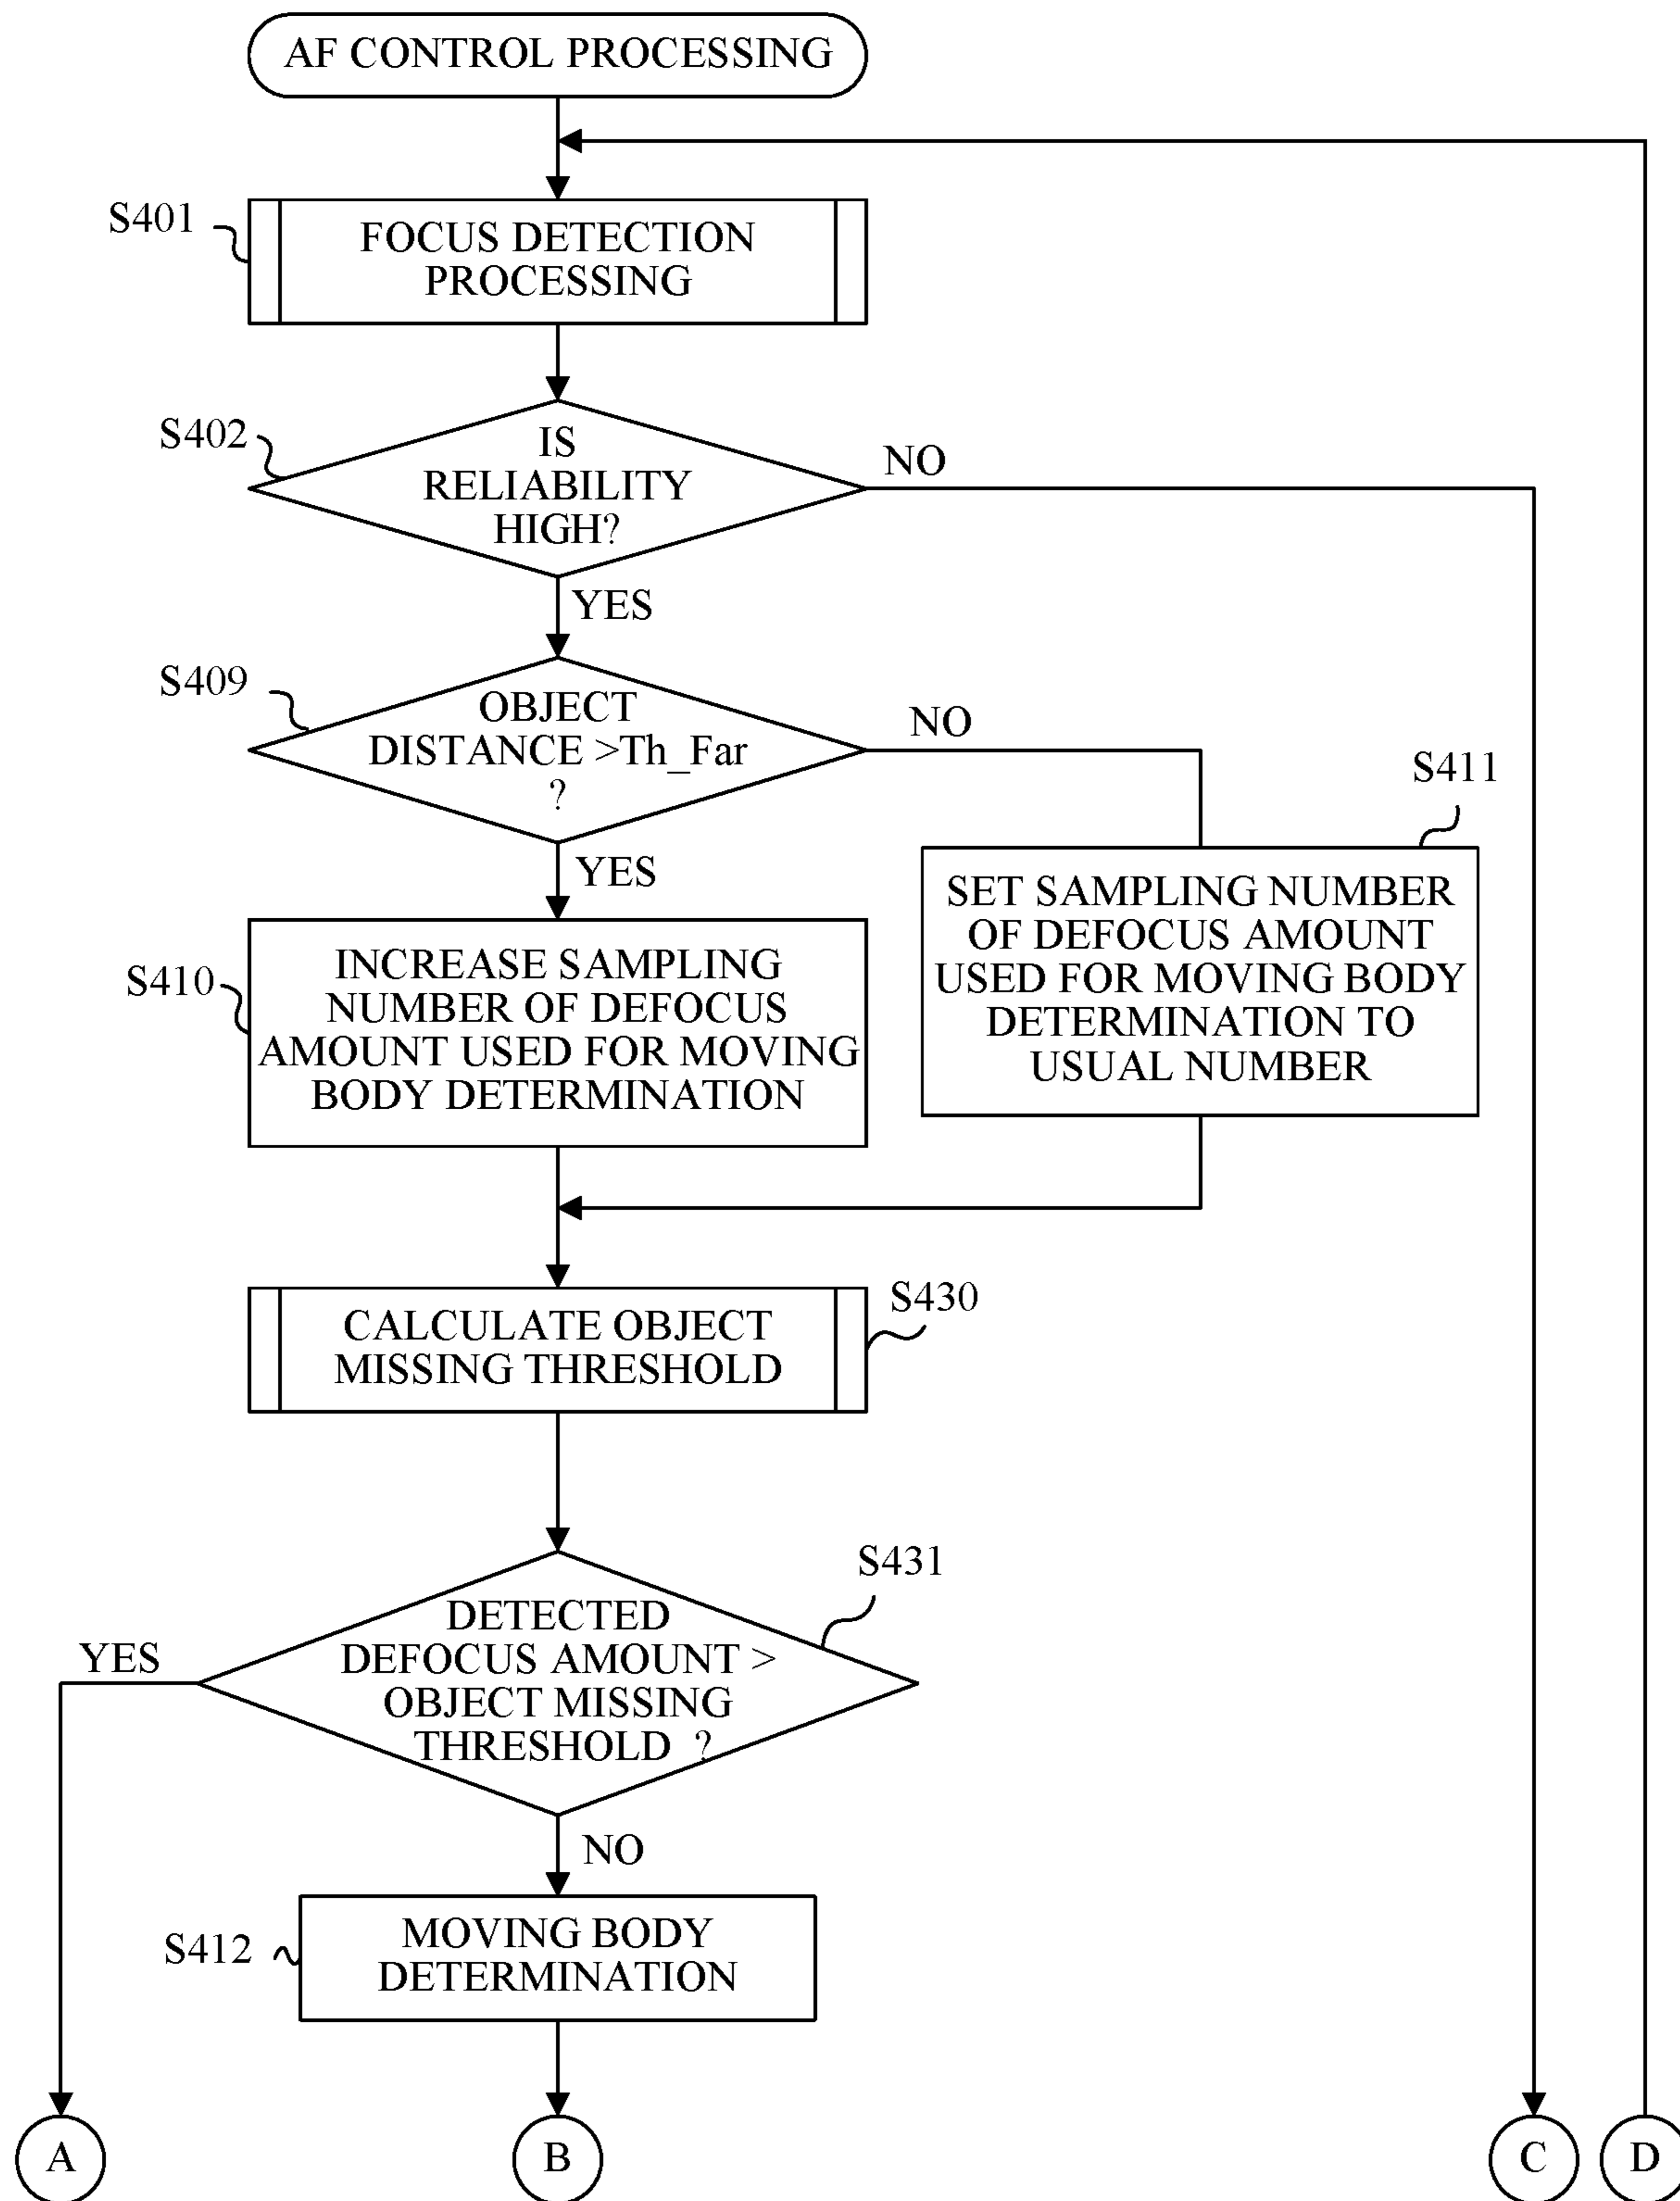 AF CONTROL PROCESSING
S401
FOCUS DETECTION
PROCESSING
S402
IS
RELIABILITY
HIGH?
NO
YES
S409
OBJECT
DISTANCE >Th_Far
?
NO
YES
S411
SET SAMPLING NUMBER
OF DEFOCUS AMOUNT
USED FOR MOVING BODY
DETERMINATION TO
USUAL NUMBER
S410
INCREASE SAMPLING
NUMBER OF DEFOCUS
AMOUNT USED FOR MOVING
BODY DETERMINATION
S430
CALCULATE OBJECT
MISSING THRESHOLD
S431
DETECTED
DEFOCUS AMOUNT >
OBJECT MISSING
THRESHOLD ?
YES
NO
S412
MOVING BODY
DETERMINATION
A
B
C
D